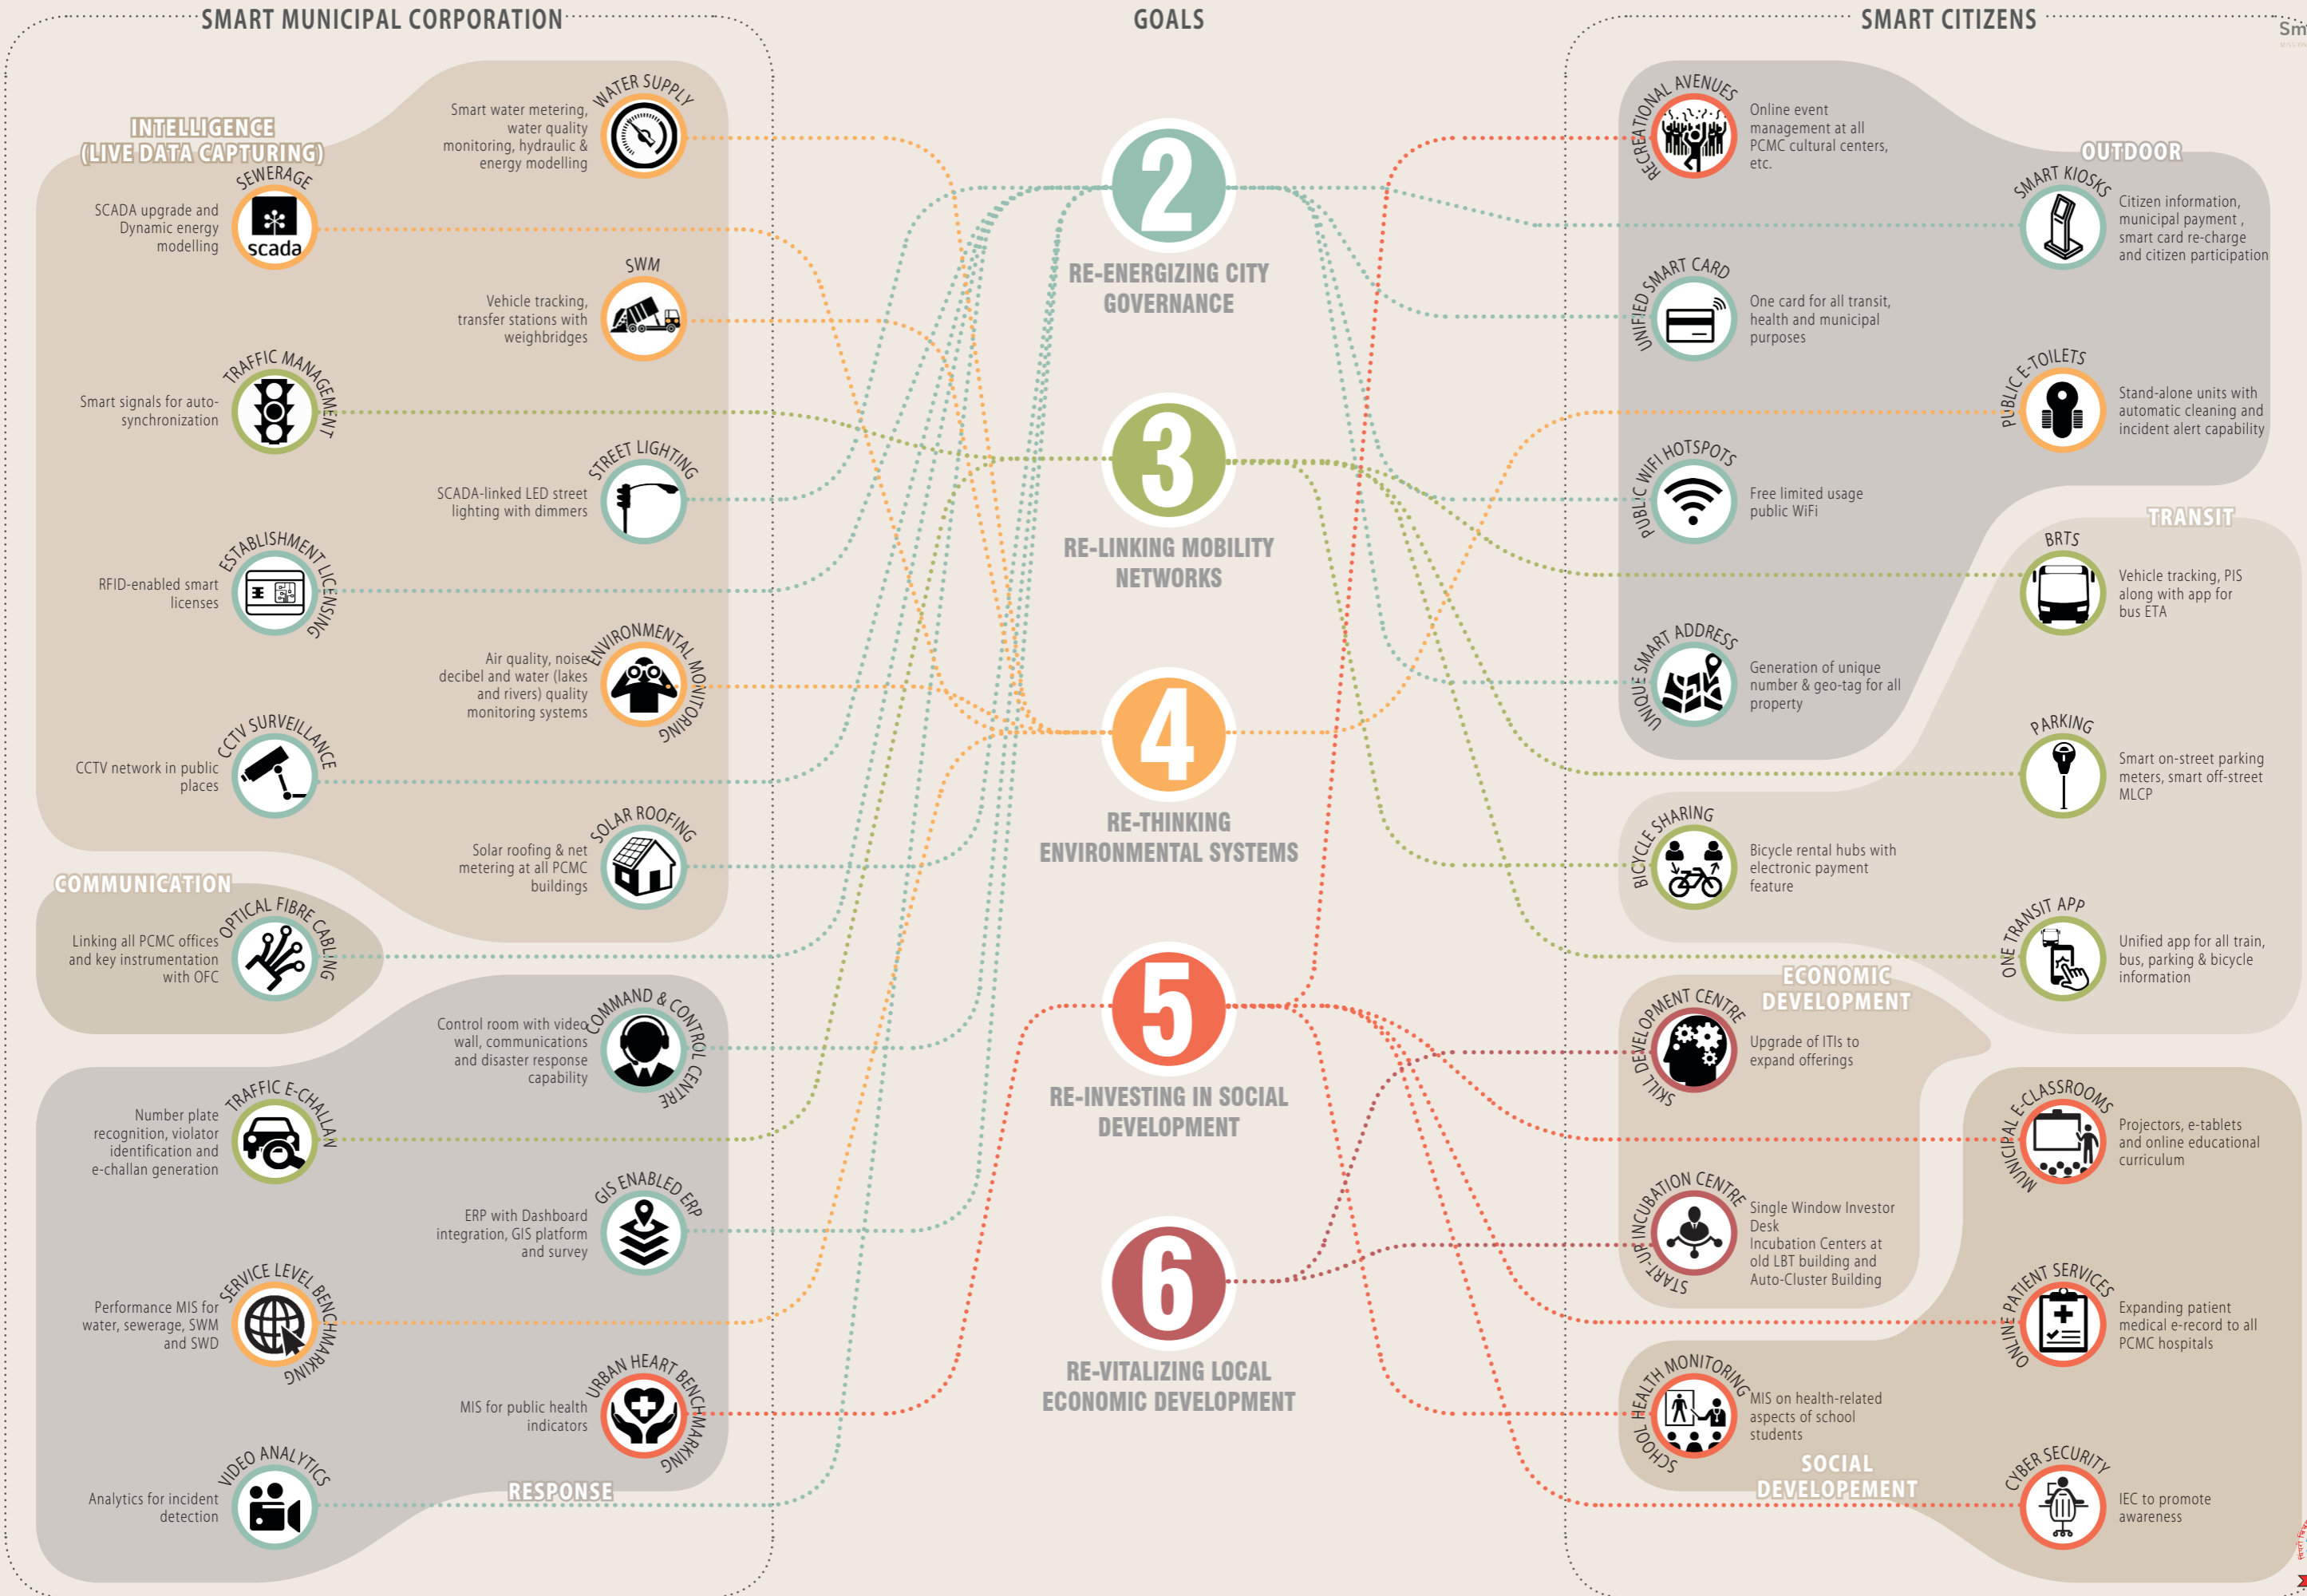 SMART MUNICIPAL CORPORATION
INTELLIGENCE
(LIVE DATA CAPTURING)
WATER SUPPLY
Smart water metering,
water quality
monitoring, hydraulic &
energy modelling
SEWERAGE
SCADA upgrade and
Dynamic energy
modelling
scada
SWM
Vehicle tracking,
transfer stations with
weighbridges
TRAFFIC MANAGEMENT
Smart signals for auto-
synchronization
STREET LIGHTING
SCADA-linked LED street
lighting with dimmers
ESTABLISHMENT LICENSING
RFID-enabled smart
licenses
ENVIRONMENTAL MONITORING
Air quality, noise
decibel and water (lakes
and rivers) quality
monitoring systems
CCTV SURVEILLANCE
CCTV network in public
places
SOLAR ROOFING
Solar roofing & net
metering at all PCMC
buildings
COMMUNICATION
OPTICAL FIBRE CABLING
Linking all PCMC offices
and key instrumentation
with OFC
COMMAND & CONTROL CENTRE
Control room with video
wall, communications
and disaster response
capability
TRAFFIC E-CHALLAN
Number plate
recognition, violator
identification and
e-challan generation
GIS ENABLED ERP
ERP with Dashboard
integration, GIS platform
and survey
SERVICE LEVEL BENCHMARKING
Performance MIS for
water, sewerage, SWM
and SWD
URBAN HEART BENCHMARKING
MIS for public health
indicators
VIDEO ANALYTICS
Analytics for incident
detection
RESPONSE
GOALS
2
RE-ENERGIZING CITY
GOVERNANCE
3
RE-LINKING MOBILITY
NETWORKS
4
RE-THINKING
ENVIRONMENTAL SYSTEMS
5
RE-INVESTING IN SOCIAL
DEVELOPMENT
6
RE-VITALIZING LOCAL
ECONOMIC DEVELOPMENT
SMART CITIZENS
RECREATIONAL AVENUES
Online event
management at all
PCMC cultural centers,
etc.
OUTDOOR
SMART KIOSKS
Citizen information,
municipal payment ,
smart card re-charge
and citizen participation
UNIFIED SMART CARD
One card for all transit,
health and municipal
purposes
PUBLIC E-TOILETS
Stand-alone units with
automatic cleaning and
incident alert capability
PUBLIC WIFI HOTSPOTS
Free limited usage
public WiFi
TRANSIT
BRTS
Vehicle tracking, PIS
along with app for
bus ETA
UNIQUE SMART ADDRESS
Generation of unique
number & geo-tag for all
property
PARKING
Smart on-street parking
meters, smart off-street
MLCP
BICYCLE SHARING
Bicycle rental hubs with
electronic payment
feature
ONE TRANSIT APP
Unified app for all train,
bus, parking & bicycle
information
ECONOMIC
DEVELOPMENT
SKILL DEVELOPMENT CENTRE
Upgrade of ITIs to
expand offerings
MUNICIPAL E-CLASSROOMS
Projectors, e-tablets
and online educational
curriculum
START-UP INCUBATION CENTRE
Single Window Investor
Desk
Incubation Centers at
old LBT building and
Auto-Cluster Building
ONLINE PATIENT SERVICES
Expanding patient
medical e-record to all
PCMC hospitals
SCHOOL HEALTH MONITORING
MIS on health-related
aspects of school
students
SOCIAL
DEVELOPEMENT
CYBER SECURITY
IEC to promote
awareness